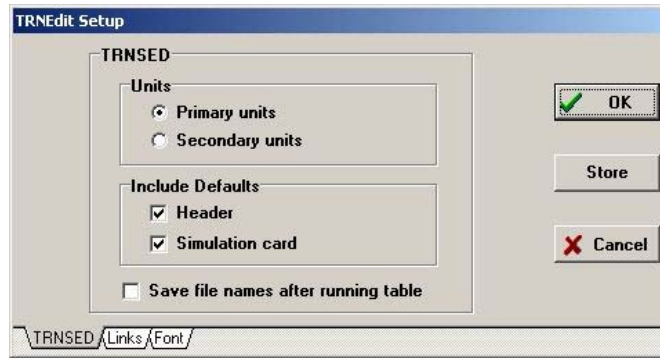 TRNEdit Setup
TRNSED
Units
Primary units
Secondary units
Include Defaults
Header
Simulation card
Save file names after running table
OK
Store
Cancel
TRNSED Links Font